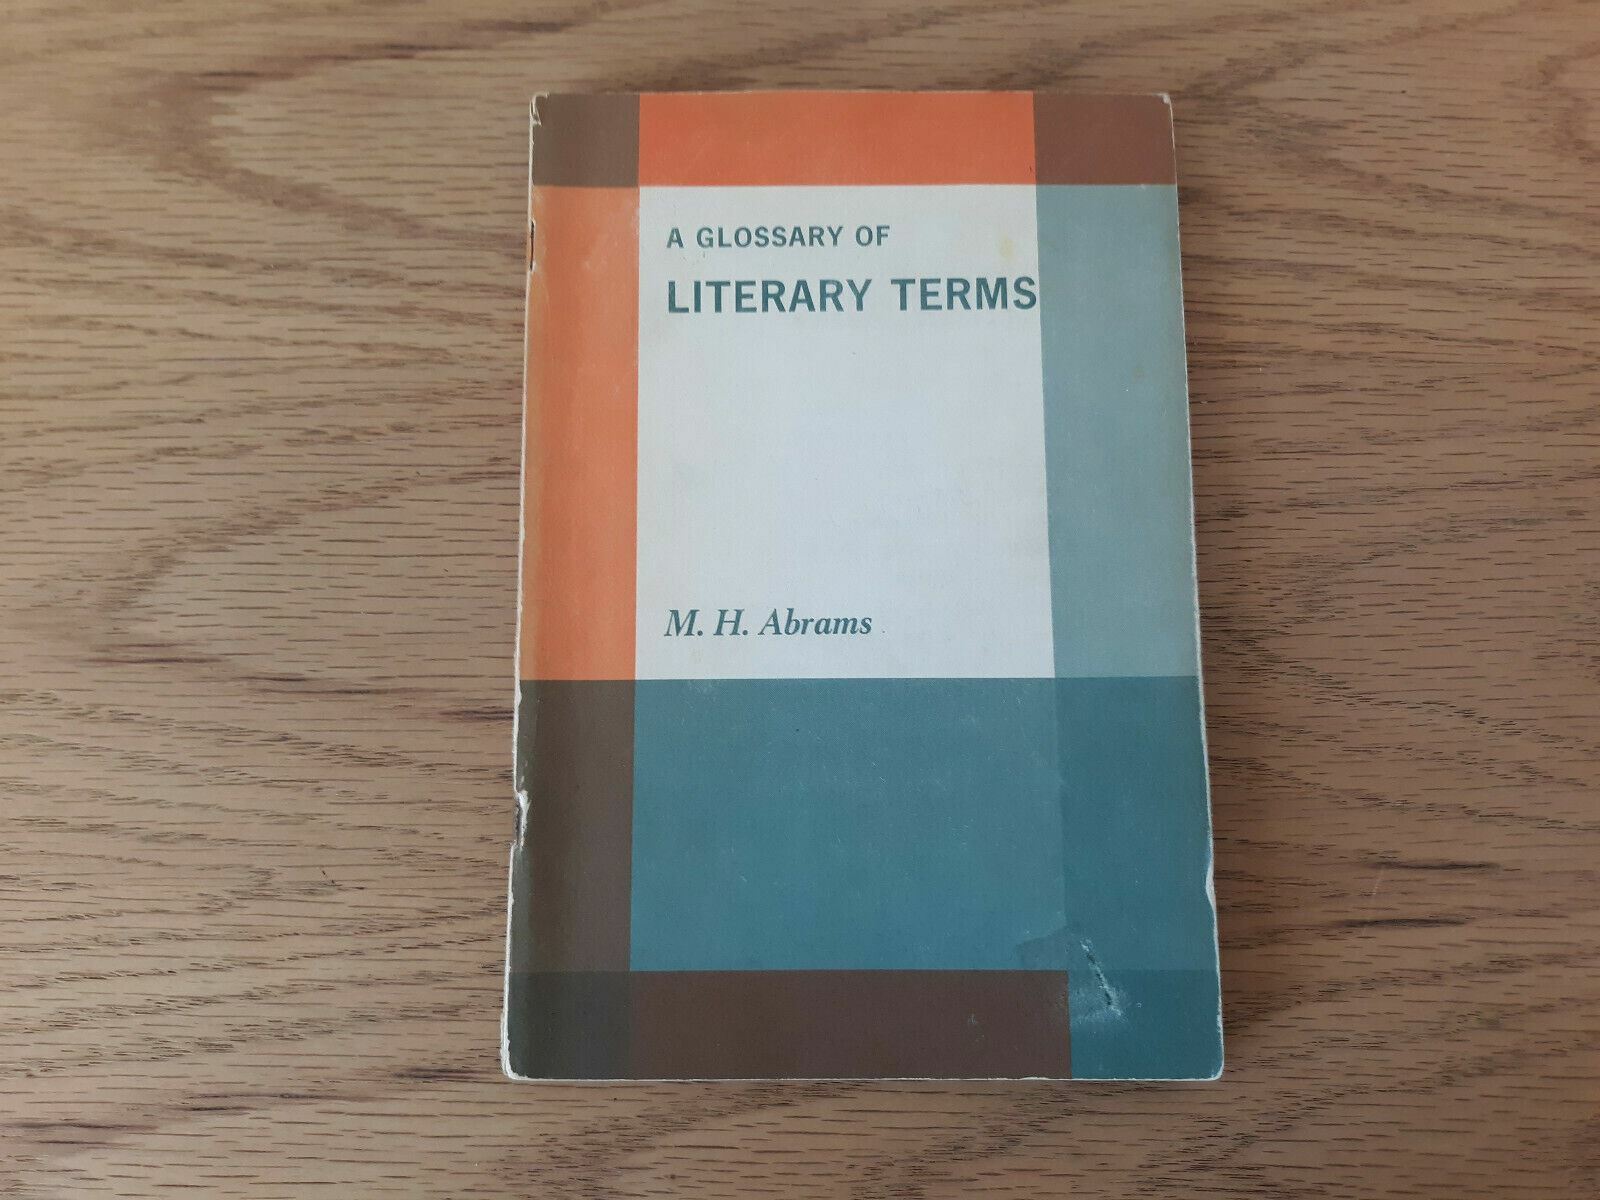 A GLOSSARY OF
LITERARY TERMS
M. H. Abrams